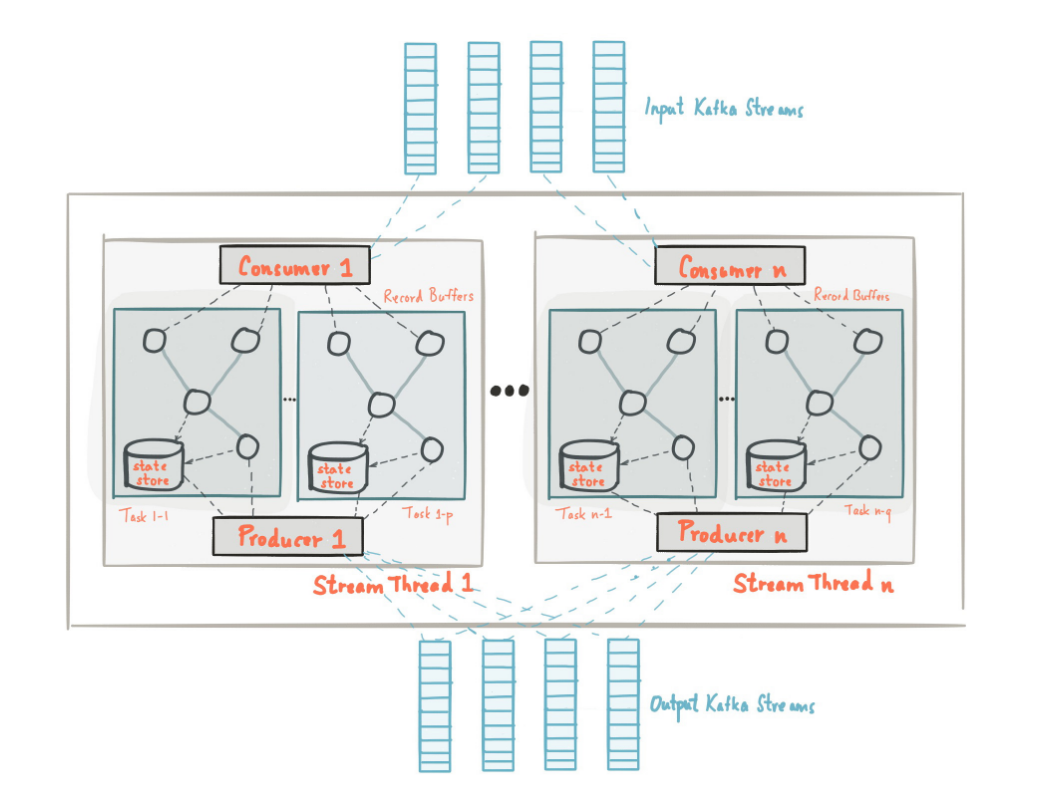 Input Kafka Streams
Consumer 1
Consumer n
Record Buffers
Record Buffers
...
...
...
state
store
state
store
state
store
state
store
Task 1-1
Task 1-p
Task n-1
Task n-q
Producer 1
Producer n
Stream Thread 1
Stream Thread n
Output Kafka Streams